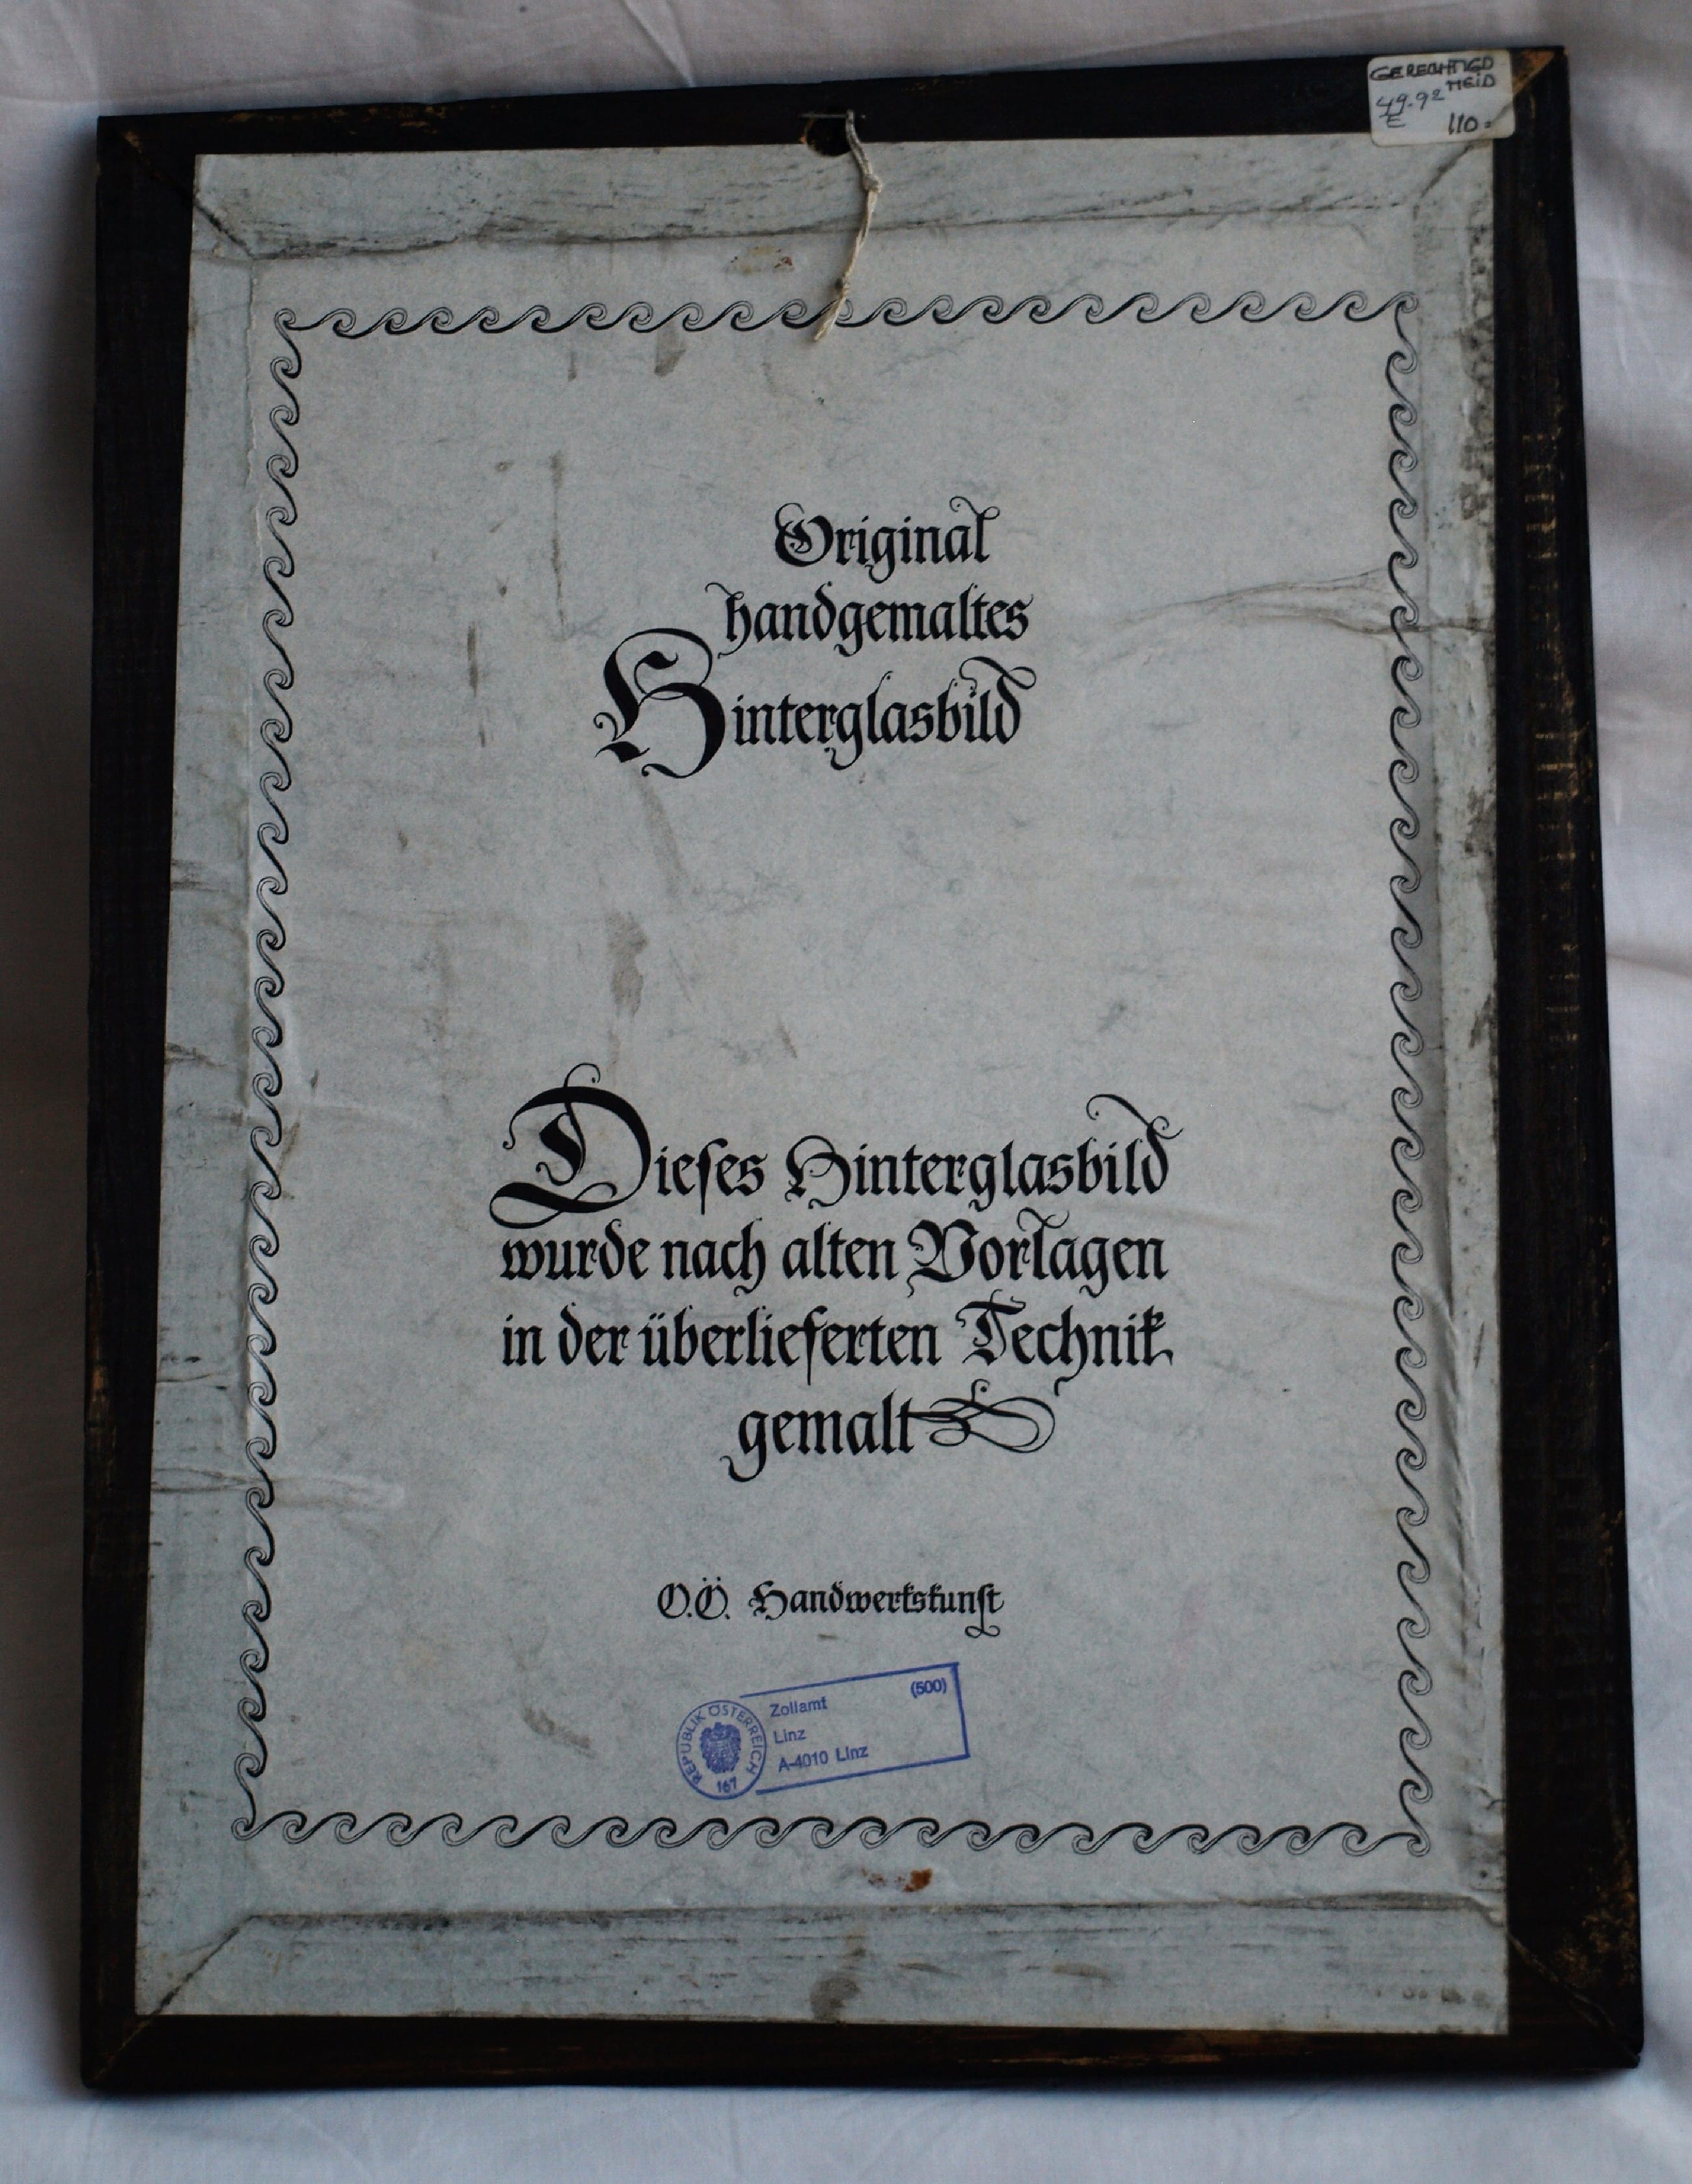 GERECHTIGD
HEID
49.92
E
110=
Original
handgemaltes
Hinterglasbild
Dieſes Hinterglasbild
wurde nach alten Vorlagen
in der überlieferten Technik
gemalt
O.Ö. Handwerkskunſt
REPUBLIK ÖSTERREICH
167
Zollamt (500)
Linz
A-4010 Linz